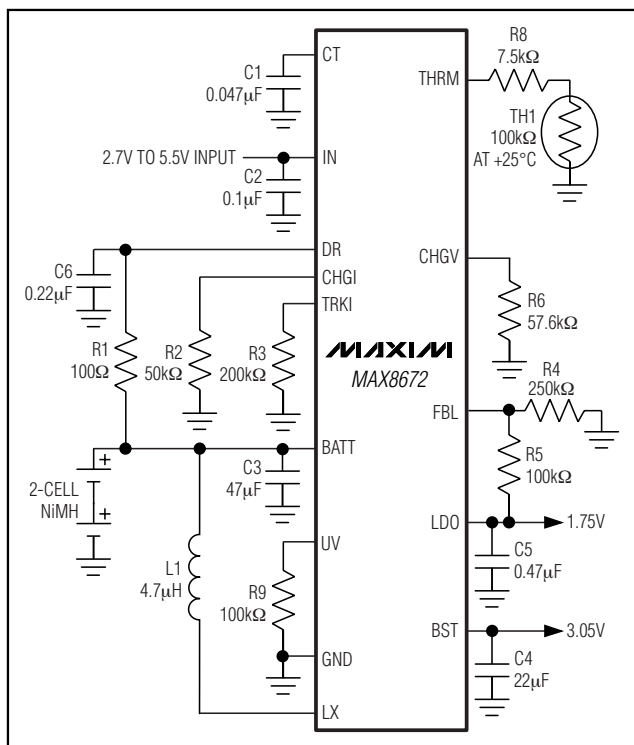 CT
C1
0.047µF
2.7V TO 5.5V INPUT
IN
C2
0.1µF
DR
C6
0.22µF
CHGI
TRKI
R1
100Ω
R2
50kΩ
R3
200kΩ
BATT
C3
47µF
2-CELL
NiMH
+
+
L1
4.7µH
UV
R9
100kΩ
GND
LX
MAXIM
MAX8672
THRM
R8
7.5kΩ
TH1
100kΩ
AT +25°C
CHGV
R6
57.6kΩ
FBL
R4
250kΩ
R5
100kΩ
LDO
1.75V
C5
0.47µF
BST
3.05V
C4
22µF